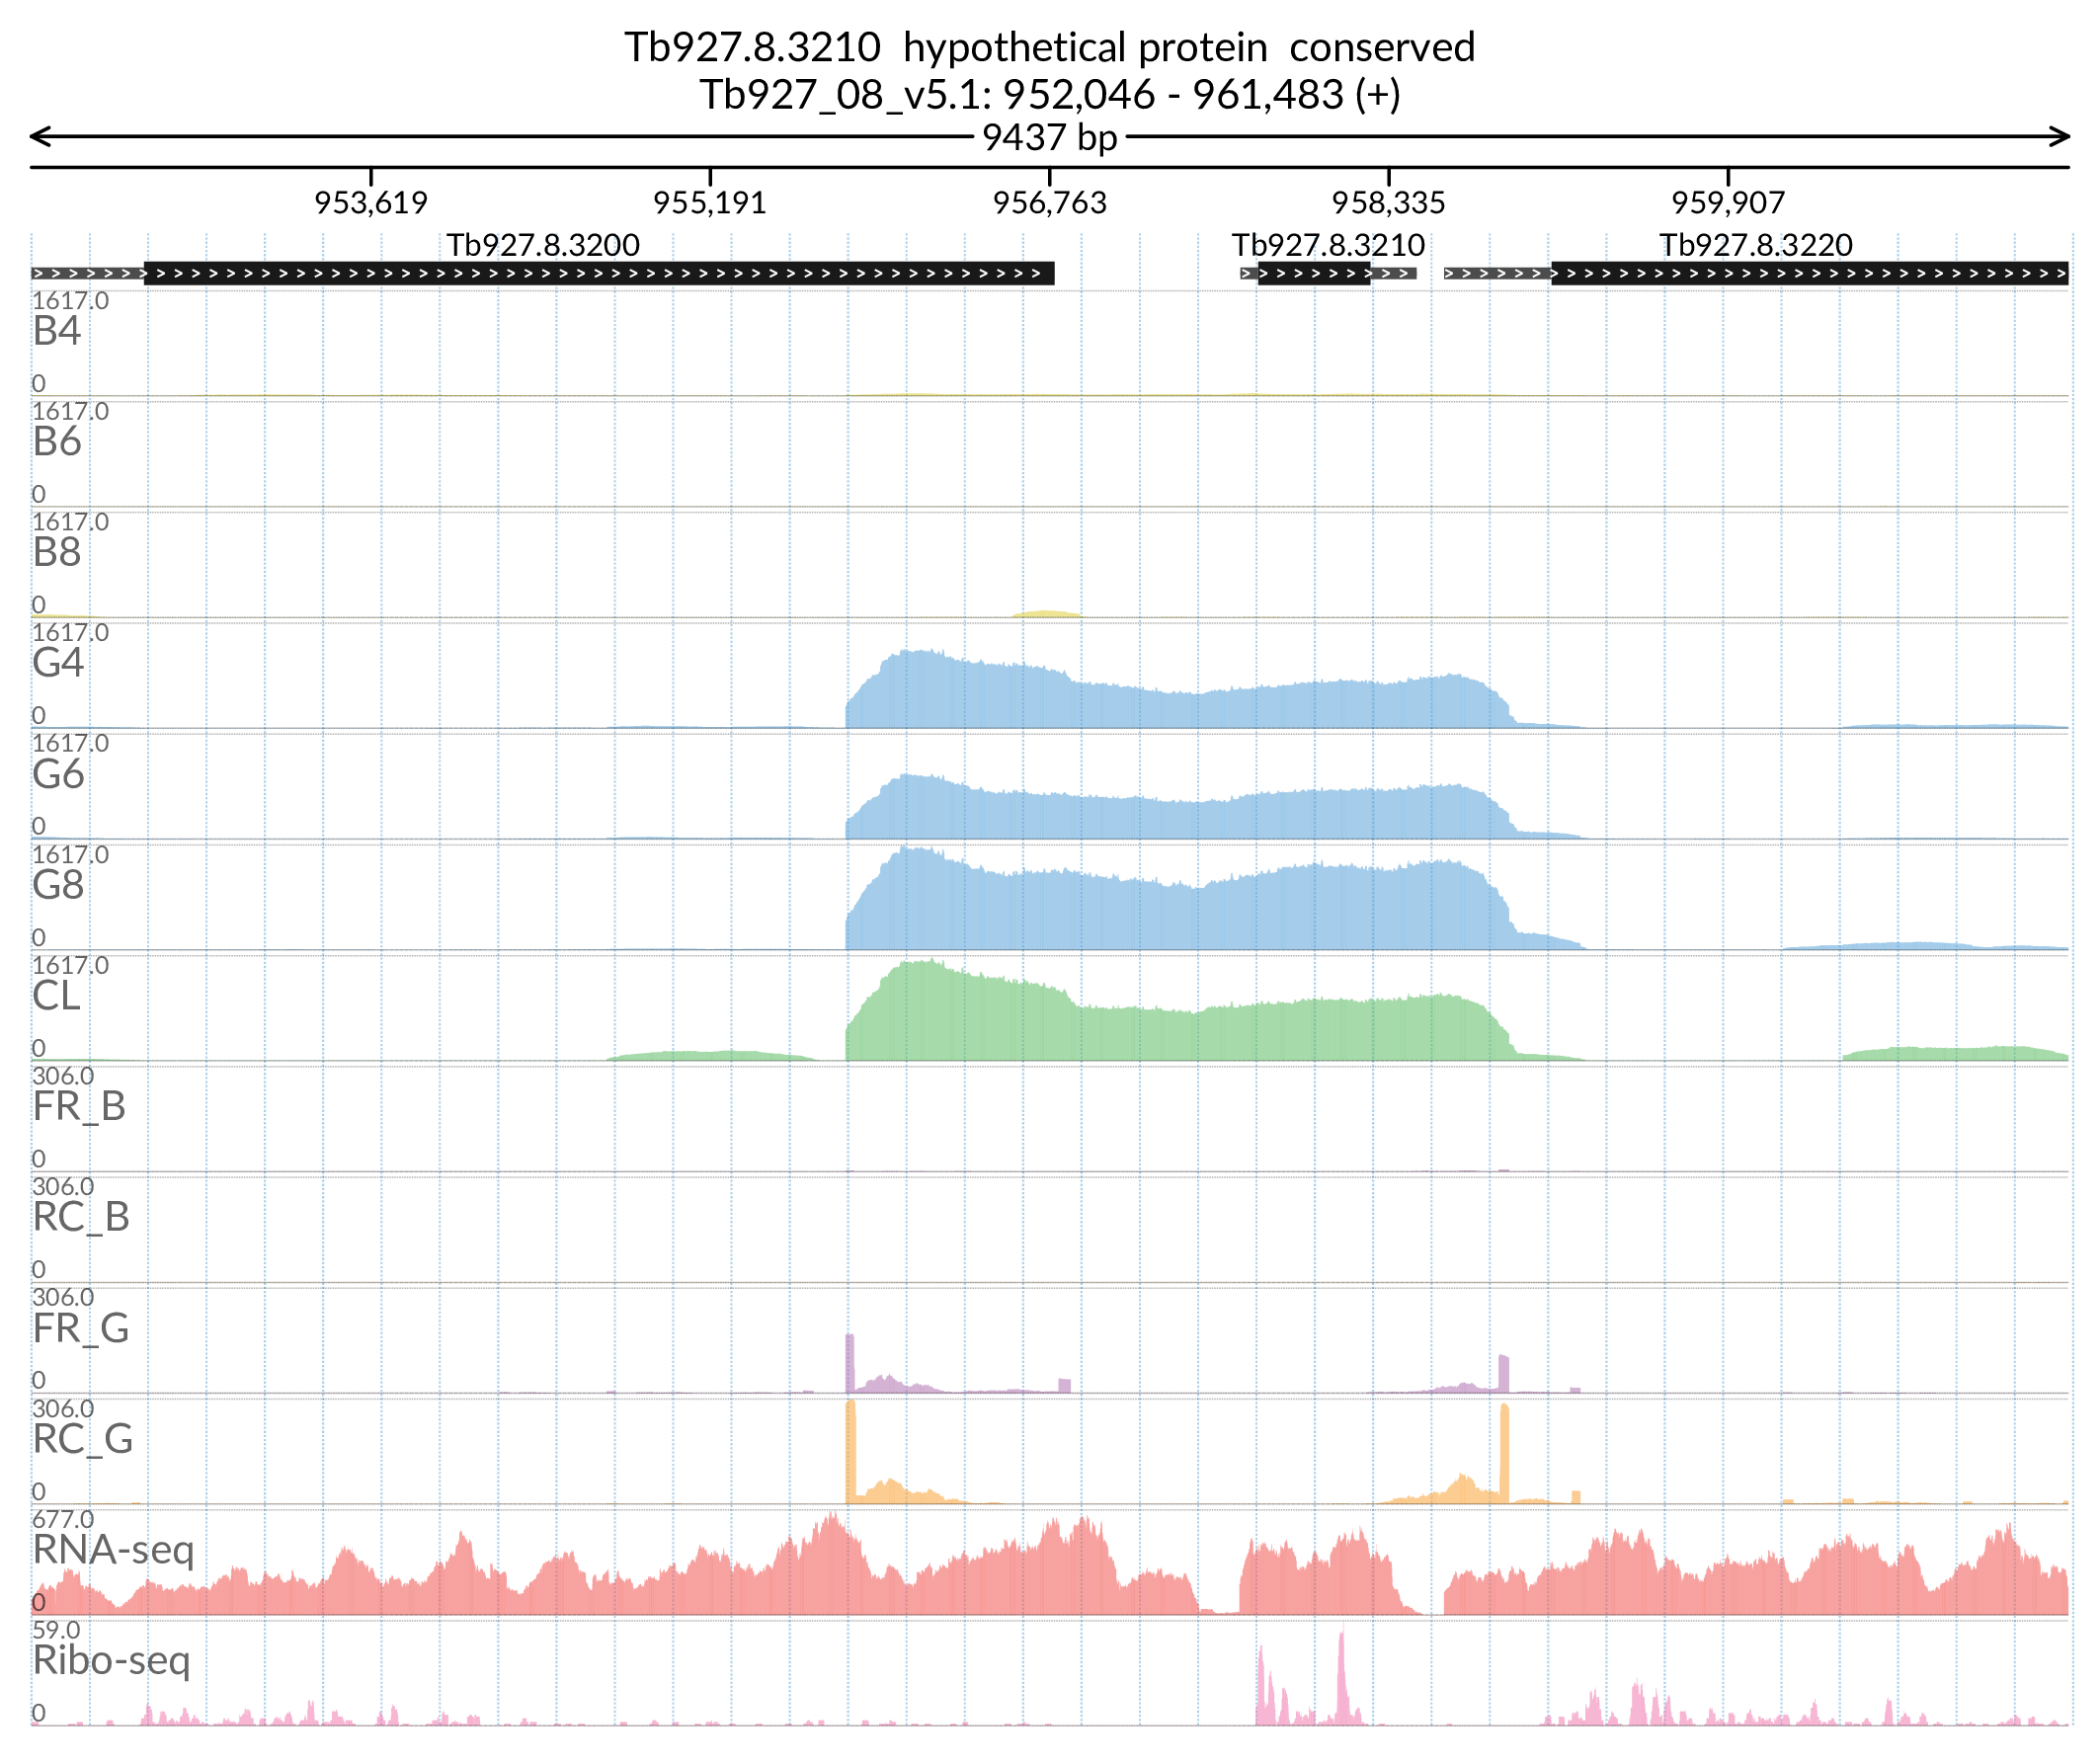 Tb927.8.3210 hypothetical protein conserved
Tb927_08_v5.1: 952,046 - 961,483 (+)
9437 bp
953,619 955,191 956,763 958,335 959,907
Tb927.8.3200 Tb927.8.3210 Tb927.8.3220
1617.0
B4
0
1617.0
B6
0
1617.0
B8
0
1617.0
G4
0
1617.0
G6
0
1617.0
G8
0
1617.0
CL
0
306.0
FR_B
0
306.0
RC_B
0
306.0
FR_G
0
306.0
RC_G
0
677.0
RNA-seq
0
59.0
Ribo-seq
0